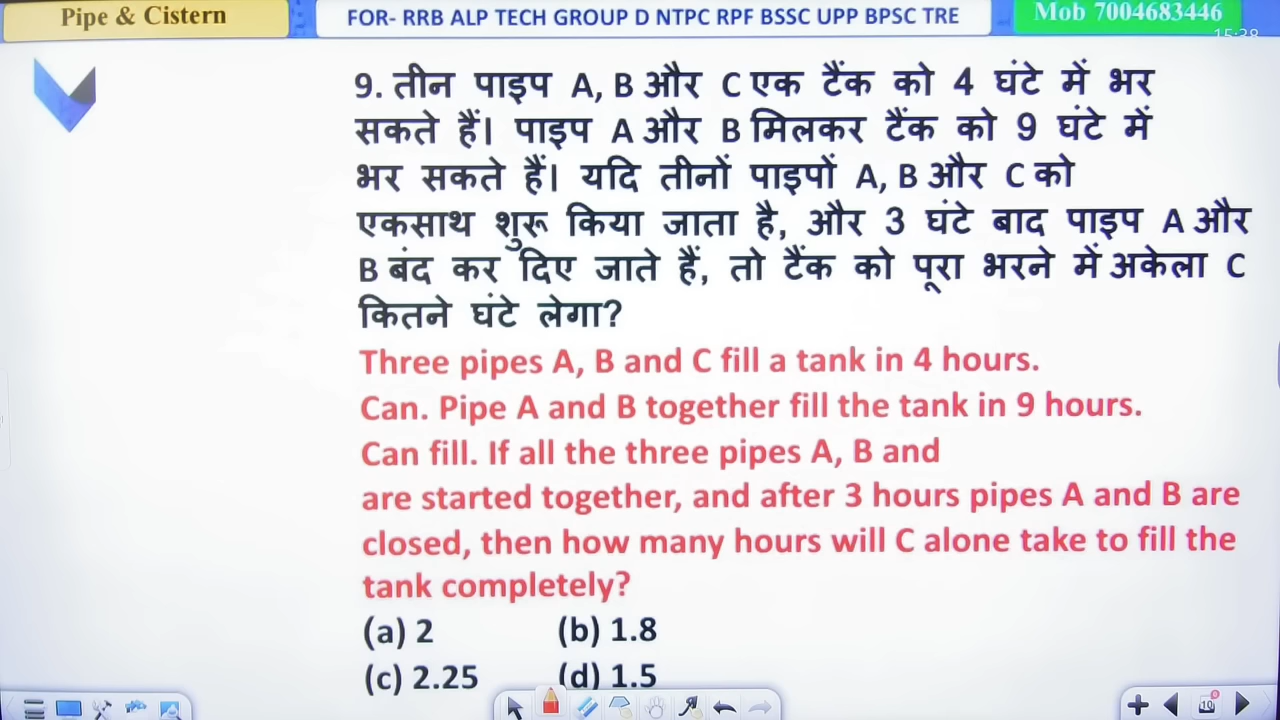 Pipe & Cistern
FOR- RRB ALP TECH GROUP D NTPC RPF BSSC UPP BPSC TRE
Mob 7004683446
15:38
9. तीन पाइप A, B और C एक टैंक को 4 घंटे में भर
सकते हैं। पाइप A और B मिलकर टैंक को 9 घंटे में
भर सकते हैं। यदि तीनों पाइपों A, B और C को
एकसाथ शुरू किया जाता है, और 3 घंटे बाद पाइप A और
B बंद कर दिए जाते हैं, तो टैंक को पूरा भरने में अकेला C
कितने घंटे लेगा?
Three pipes A, B and C fill a tank in 4 hours.
Can. Pipe A and B together fill the tank in 9 hours.
Can fill. If all the three pipes A, B and
are started together, and after 3 hours pipes A and B are
closed, then how many hours will C alone take to fill the
tank completely?
(a) 2 (b) 1.8
(c) 2.25 (d) 1.5
10